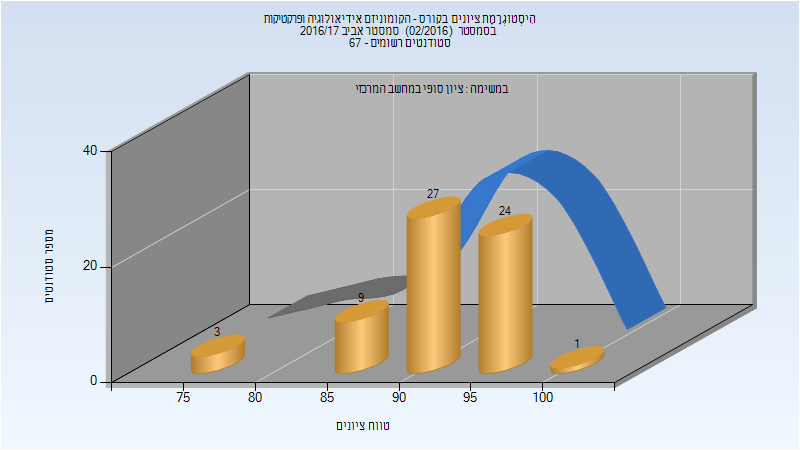 הִיסְטוֹגְרָמַת ציונים בקורס - הקומוניזם אידיאולוגיה ופרקטיקות
בסמסטר (02/2016) סמסטר אביב 2016/17
סטודנטים רשומים - 67
במשימה : ציון סופי במחשב המרכזי
מספר סטודנטים
40
20
0
3
9
27
24
1
75
80
85
90
95
100
טווח ציונים